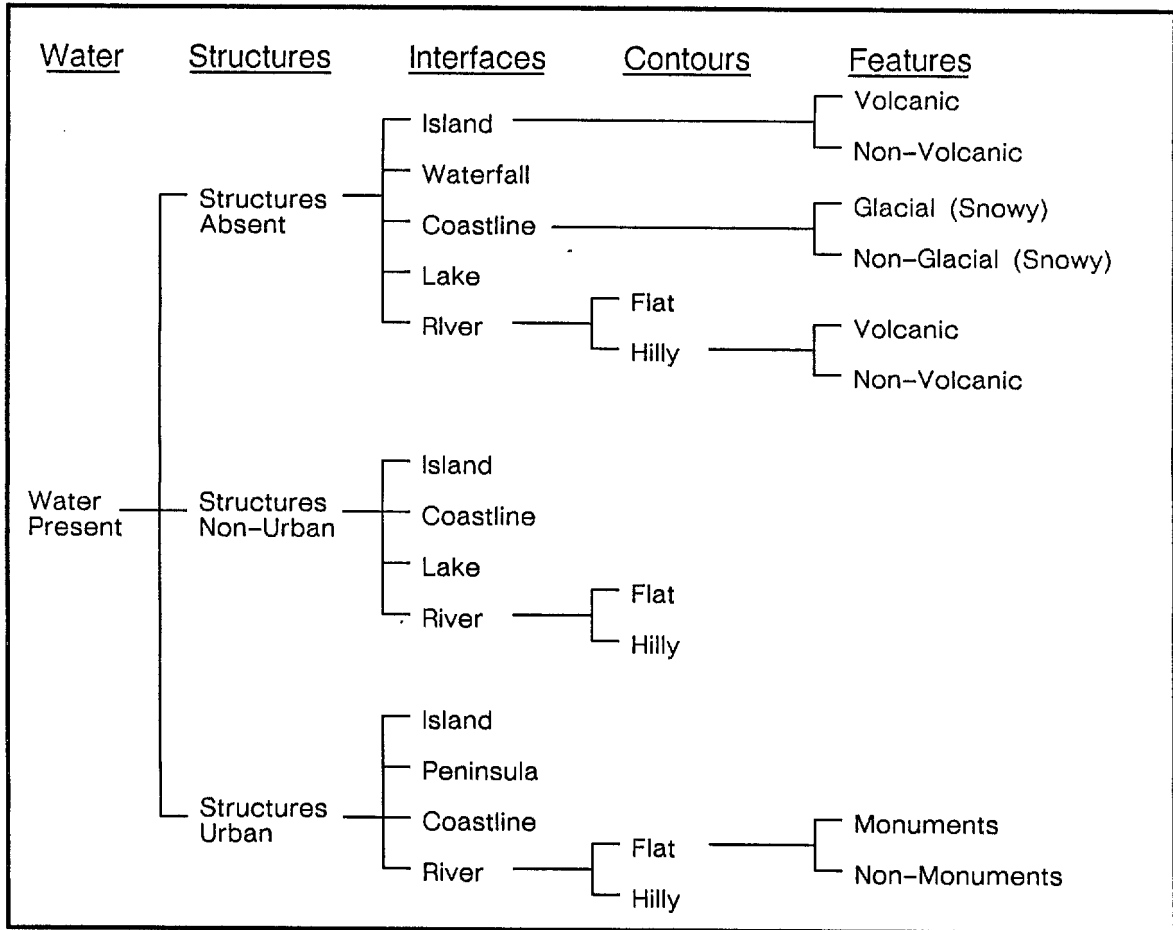 Water Structures Interfaces Contours Features
Volcanic
Island
Non-Volcanic
Waterfall
Structures
Absent
Glacial (Snowy)
Coastline
Non-Glacial (Snowy)
Lake
Flat
River
Volcanic
Hilly
Non-Volcanic
Island
Water
Present
Structures
Non-Urban
Coastline
Lake
Flat
River
Hilly
Island
Peninsula
Structures
Urban
Coastline
Monuments
Flat
River
Non-Monuments
Hilly